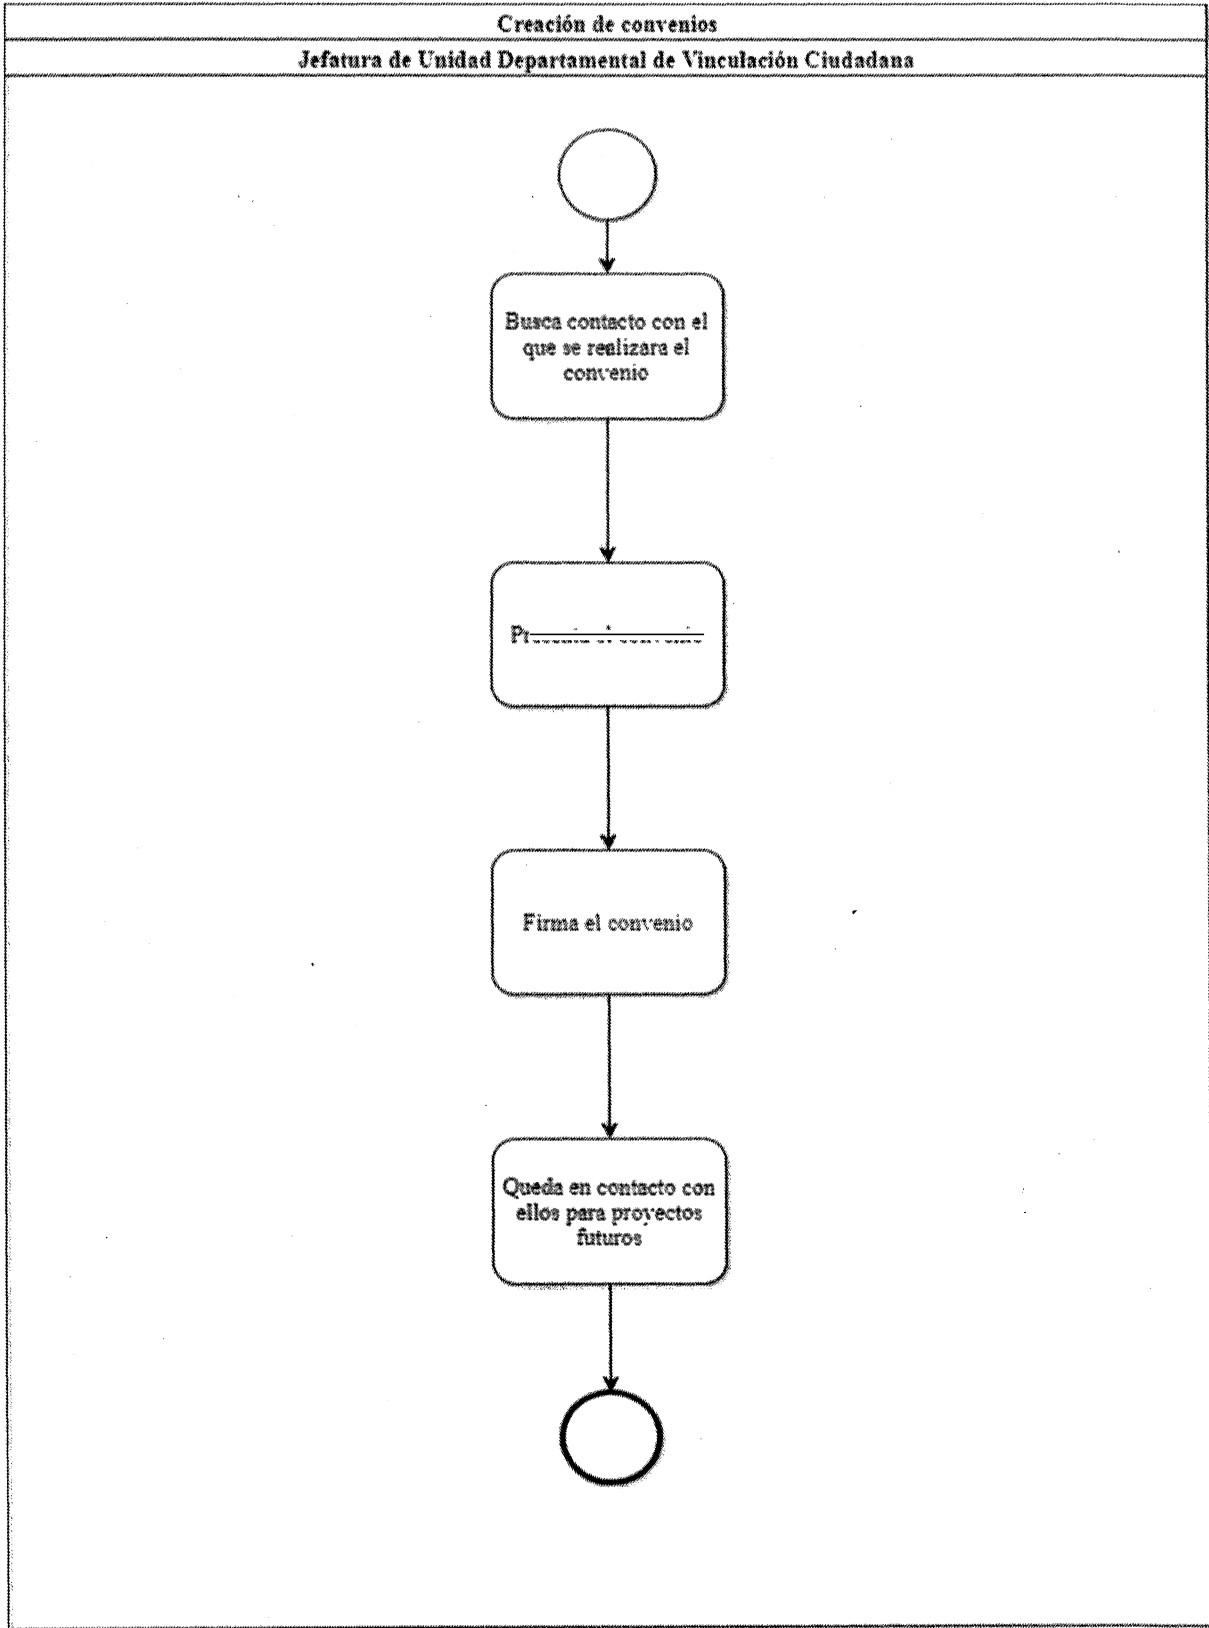 Creación de convenios
Jefatura de Unidad Departamental de Vinculación Ciudadana
Busca contacto con el
que se realizara el
convenio
Firma el convenio
Queda en contacto con
ellos para proyectos
futuros